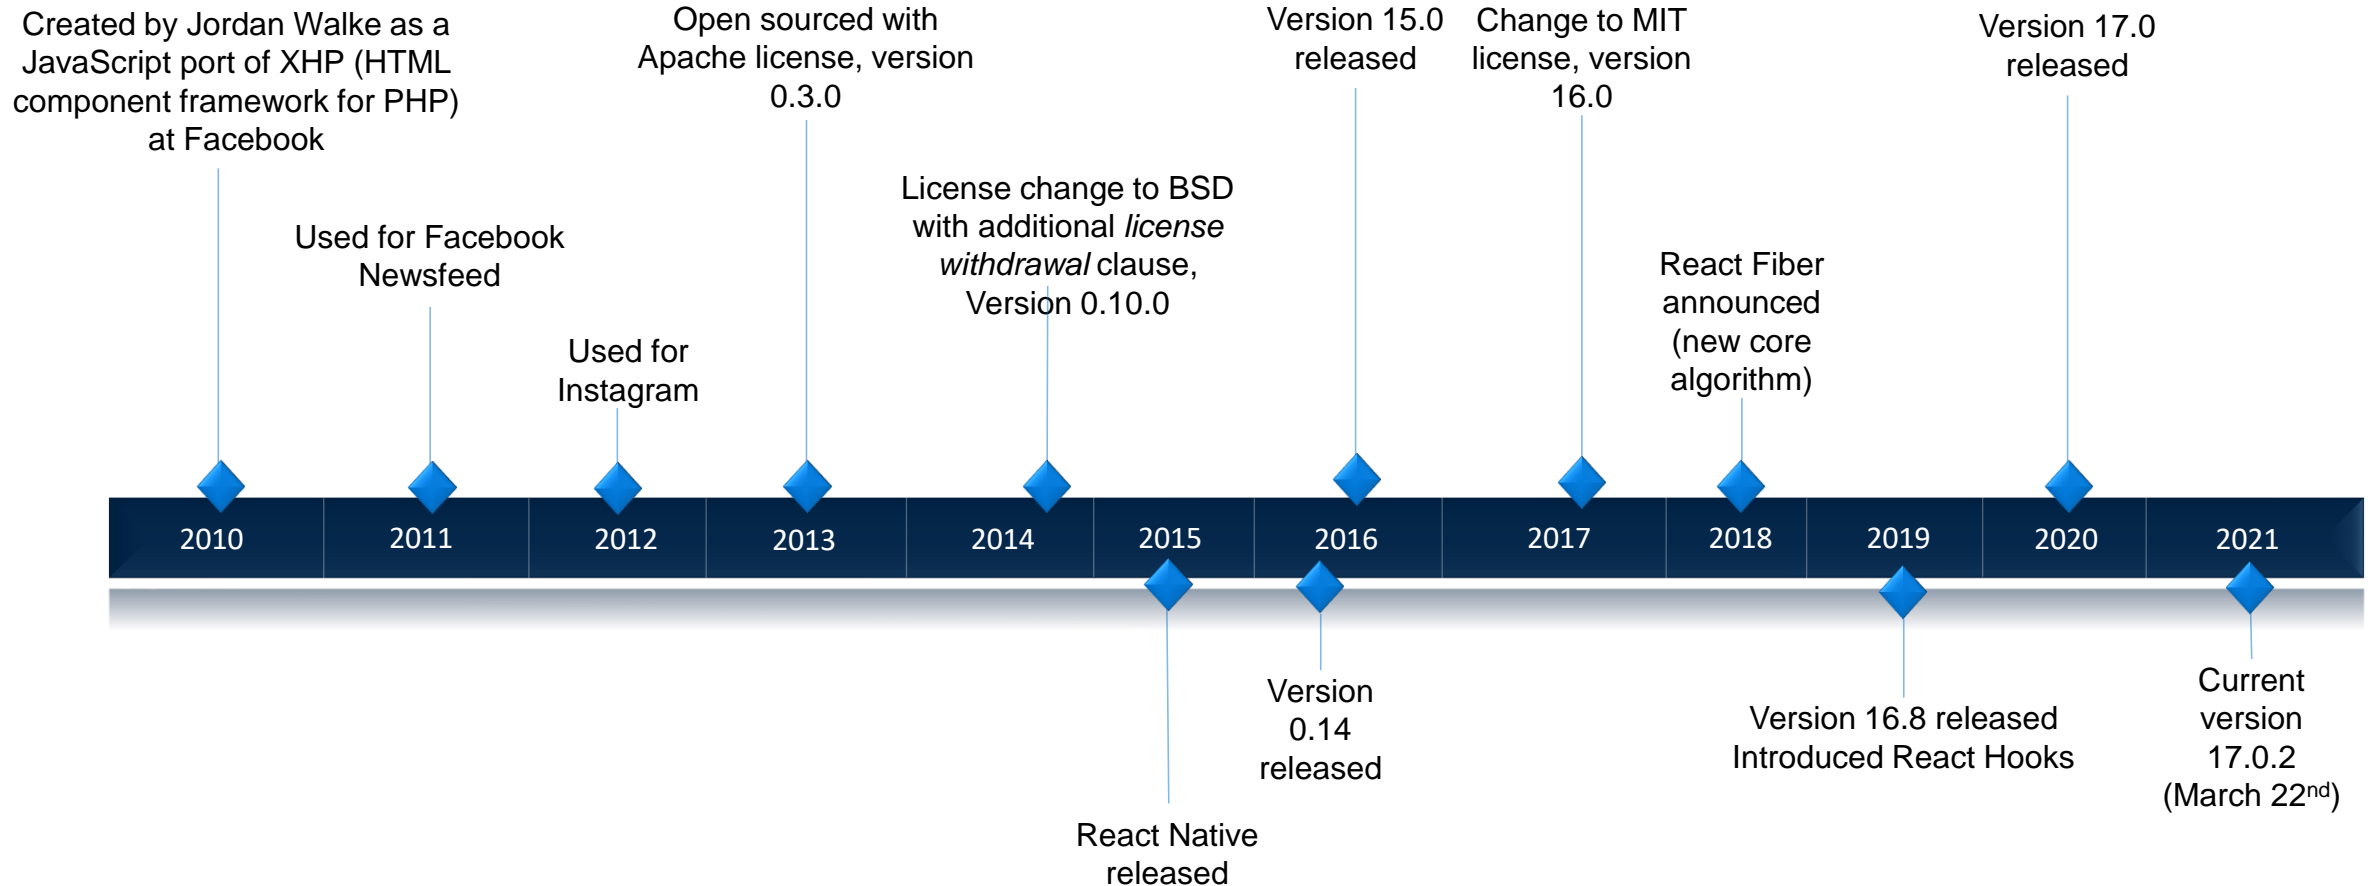 Created by Jordan Walke as a
JavaScript port of XHP (HTML
component framework for PHP)
at Facebook
Used for Facebook
Newsfeed
Used for
Instagram
Open sourced with
Apache license, version
0.3.0
License change to BSD
with additional license
withdrawal clause,
Version 0.10.0
Version 15.0
released
Change to MIT
license, version
16.0
React Fiber
announced
(new core
algorithm)
Version 17.0
released
2010
2011
2012
2013
2014
2015
2016
2017
2018
2019
2020
2021
React Native
released
Version
0.14
released
Version 16.8 released
Introduced React Hooks
Current
version
17.0.2
(March 22nd)